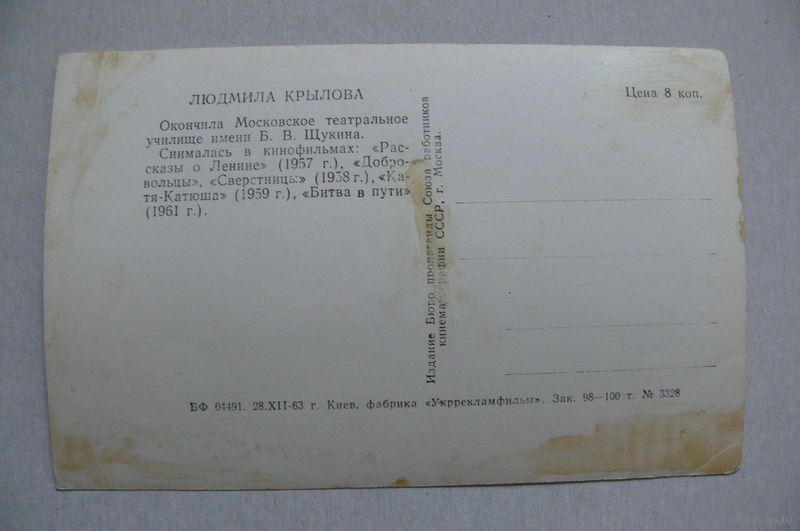 ЛЮДМИЛА КРЫЛОВА
Окончила Московское театральное
училище имени Б. В. Щукина.
Снималась в кинофильмах: «Рас-
сказы о Ленине» (1957 г.), «Добро-
вольцы», «Сверстницы» (1958 г.), «Ка-
тя-Катюша» (1959 г.), «Битва в пути»
(1961 г.).
Издание Бюро пропаганды Союза работников
кинематографии СССР, г. Москва.
Цена 8 коп.
БФ 04491. 28.XII-63 г. Киев, фабрика «Укррекламфильм». Зак. 98—100 т. № 3328